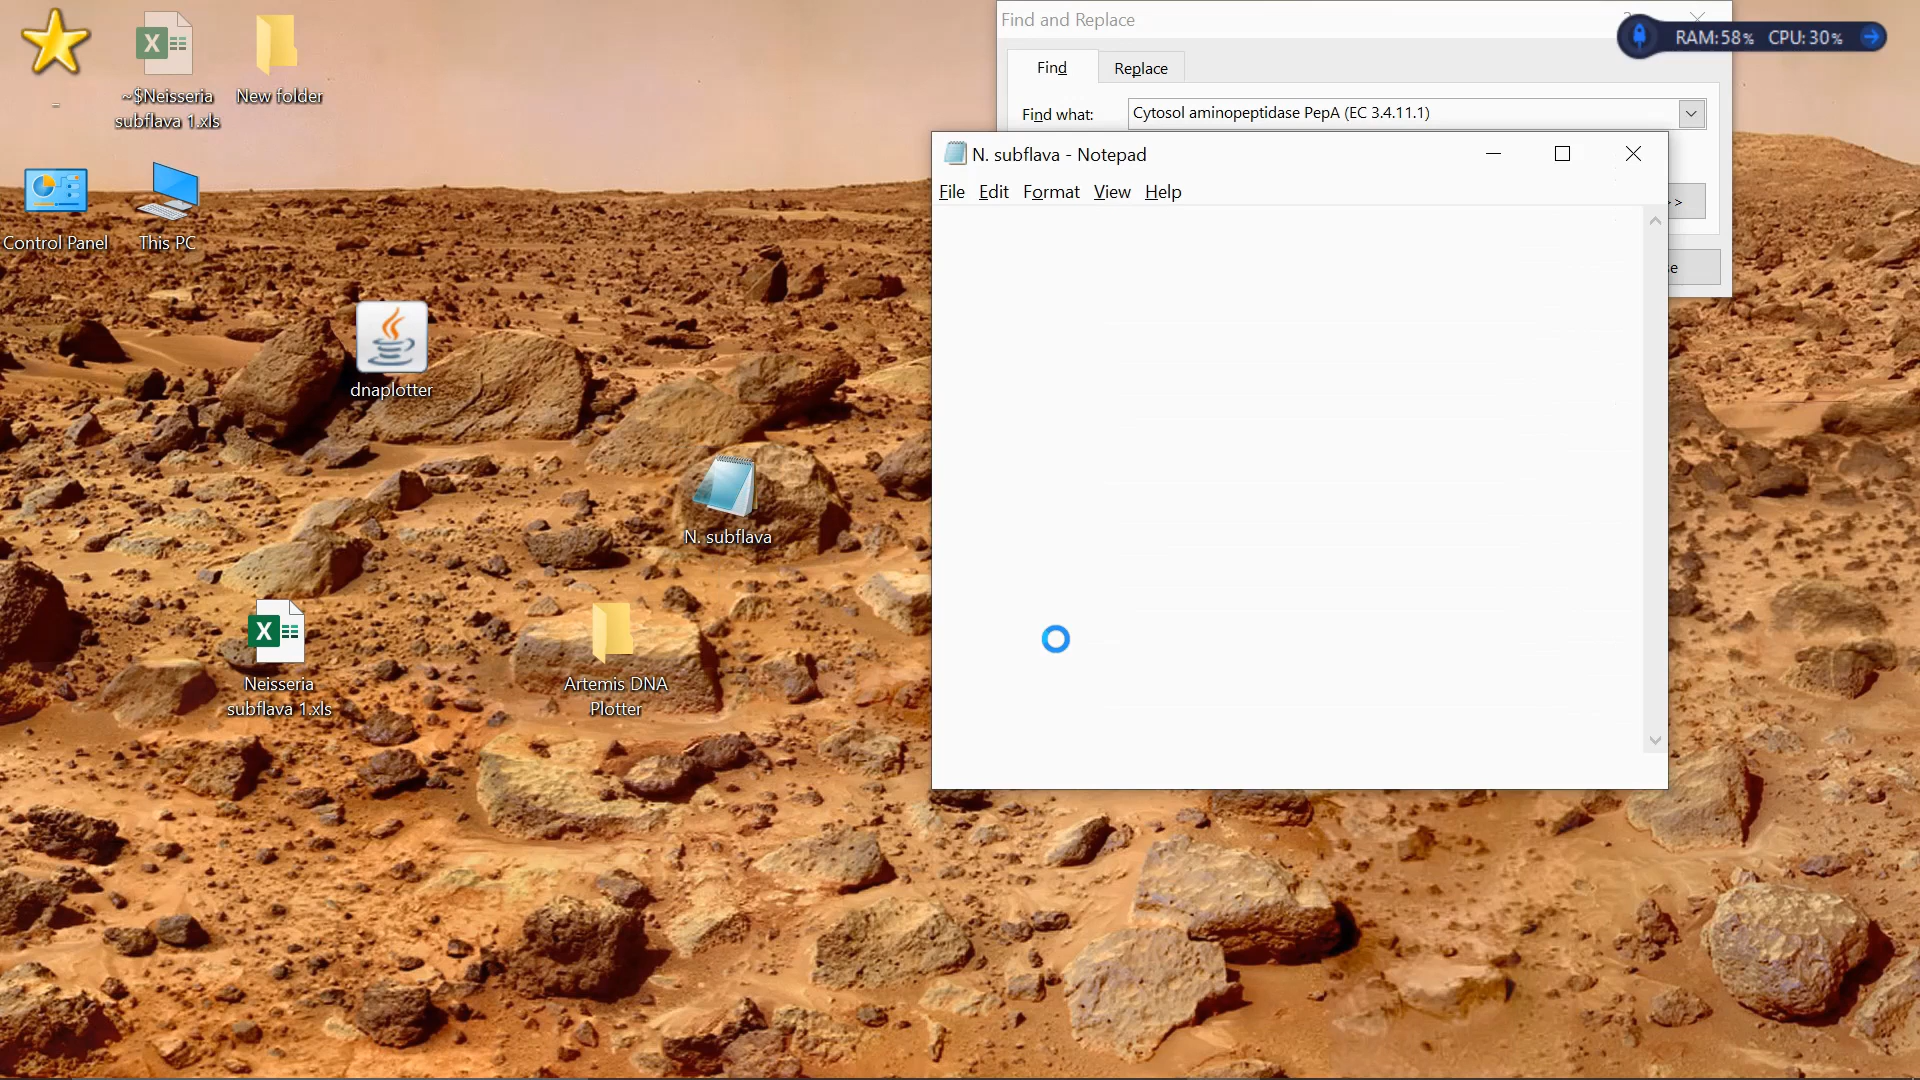 ~$Neisseria
subflava 1.xls
New folder
Control Panel
This PC
dnaplotter
N. subflava
Neisseria
subflava 1.xls
Artemis DNA
Plotter
Find and Replace
RAM:58% CPU:30%
Find
Replace
Find what:
Cytosol aminopeptidase PepA (EC 3.4.11.1)
N. subflava - Notepad
File Edit Format View Help